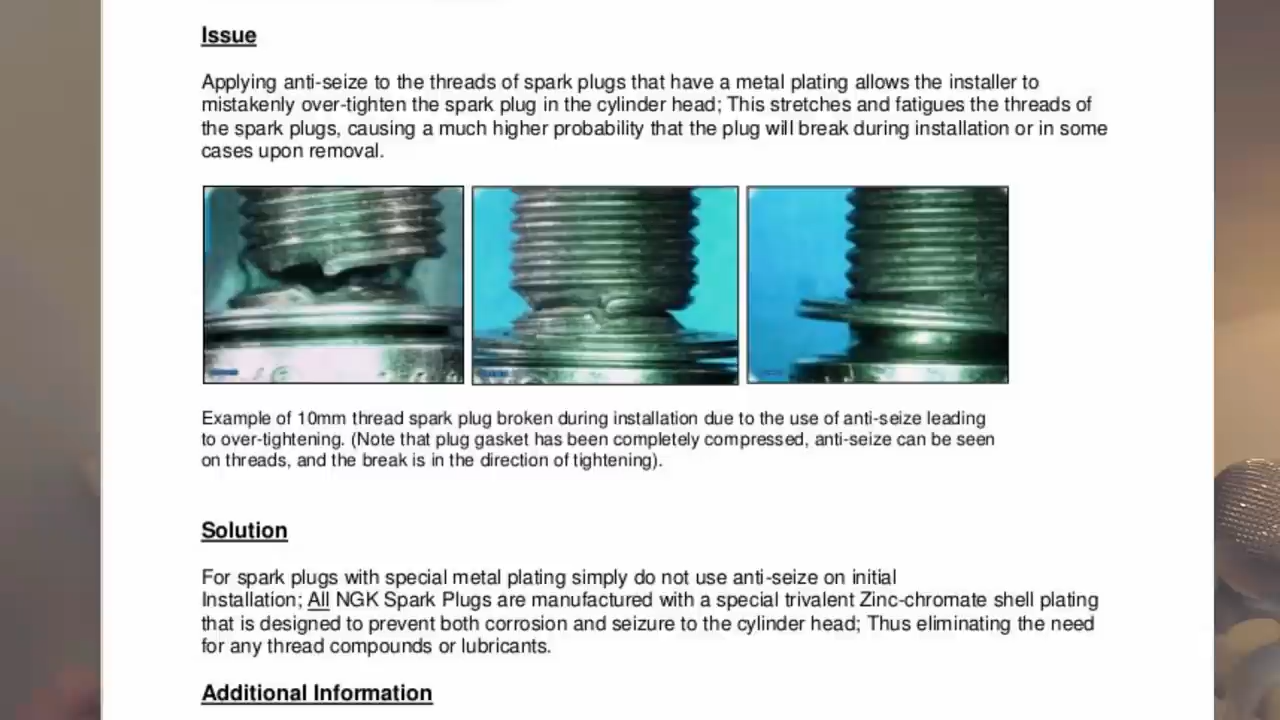 Issue
Applying anti-seize to the threads of spark plugs that have a metal plating allows the installer to
mistakenly over-tighten the spark plug in the cylinder head; This stretches and fatigues the threads of
the spark plugs, causing a much higher probability that the plug will break during installation or in some
cases upon removal.
Example of 10mm thread spark plug broken during installation due to the use of anti-seize leading
to over-tightening. (Note that plug gasket has been completely compressed, anti-seize can be seen
on threads, and the break is in the direction of tightening).
Solution
For spark plugs with special metal plating simply do not use anti-seize on initial
Installation; All NGK Spark Plugs are manufactured with a special trivalent Zinc-chromate shell plating
that is designed to prevent both corrosion and seizure to the cylinder head; Thus eliminating the need
for any thread compounds or lubricants.
Additional Information